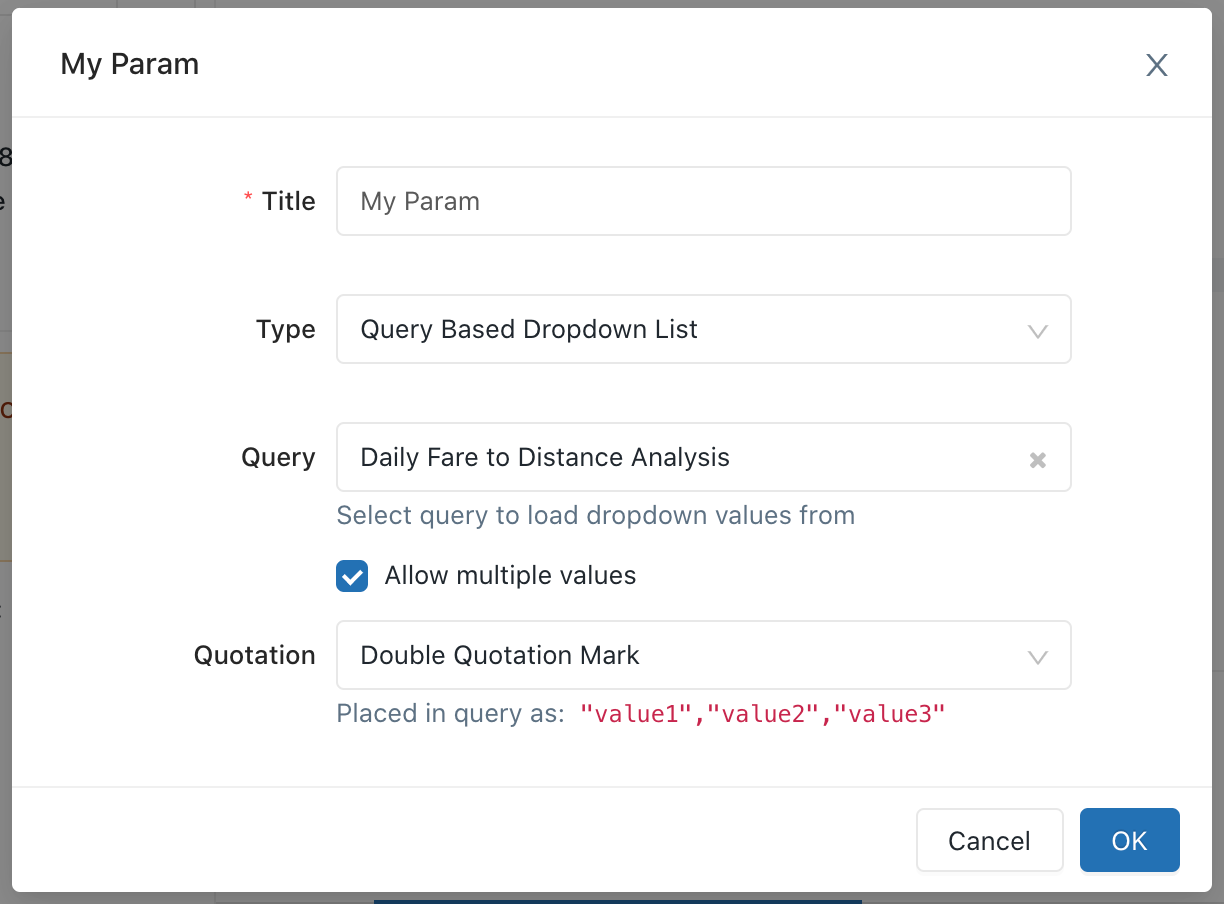 My Param
* Title
My Param
Type
Query Based Dropdown List
Query
Daily Fare to Distance Analysis
Select query to load dropdown values from
Allow multiple values
Quotation
Double Quotation Mark
Placed in query as: "value1","value2","value3"
Cancel
OK